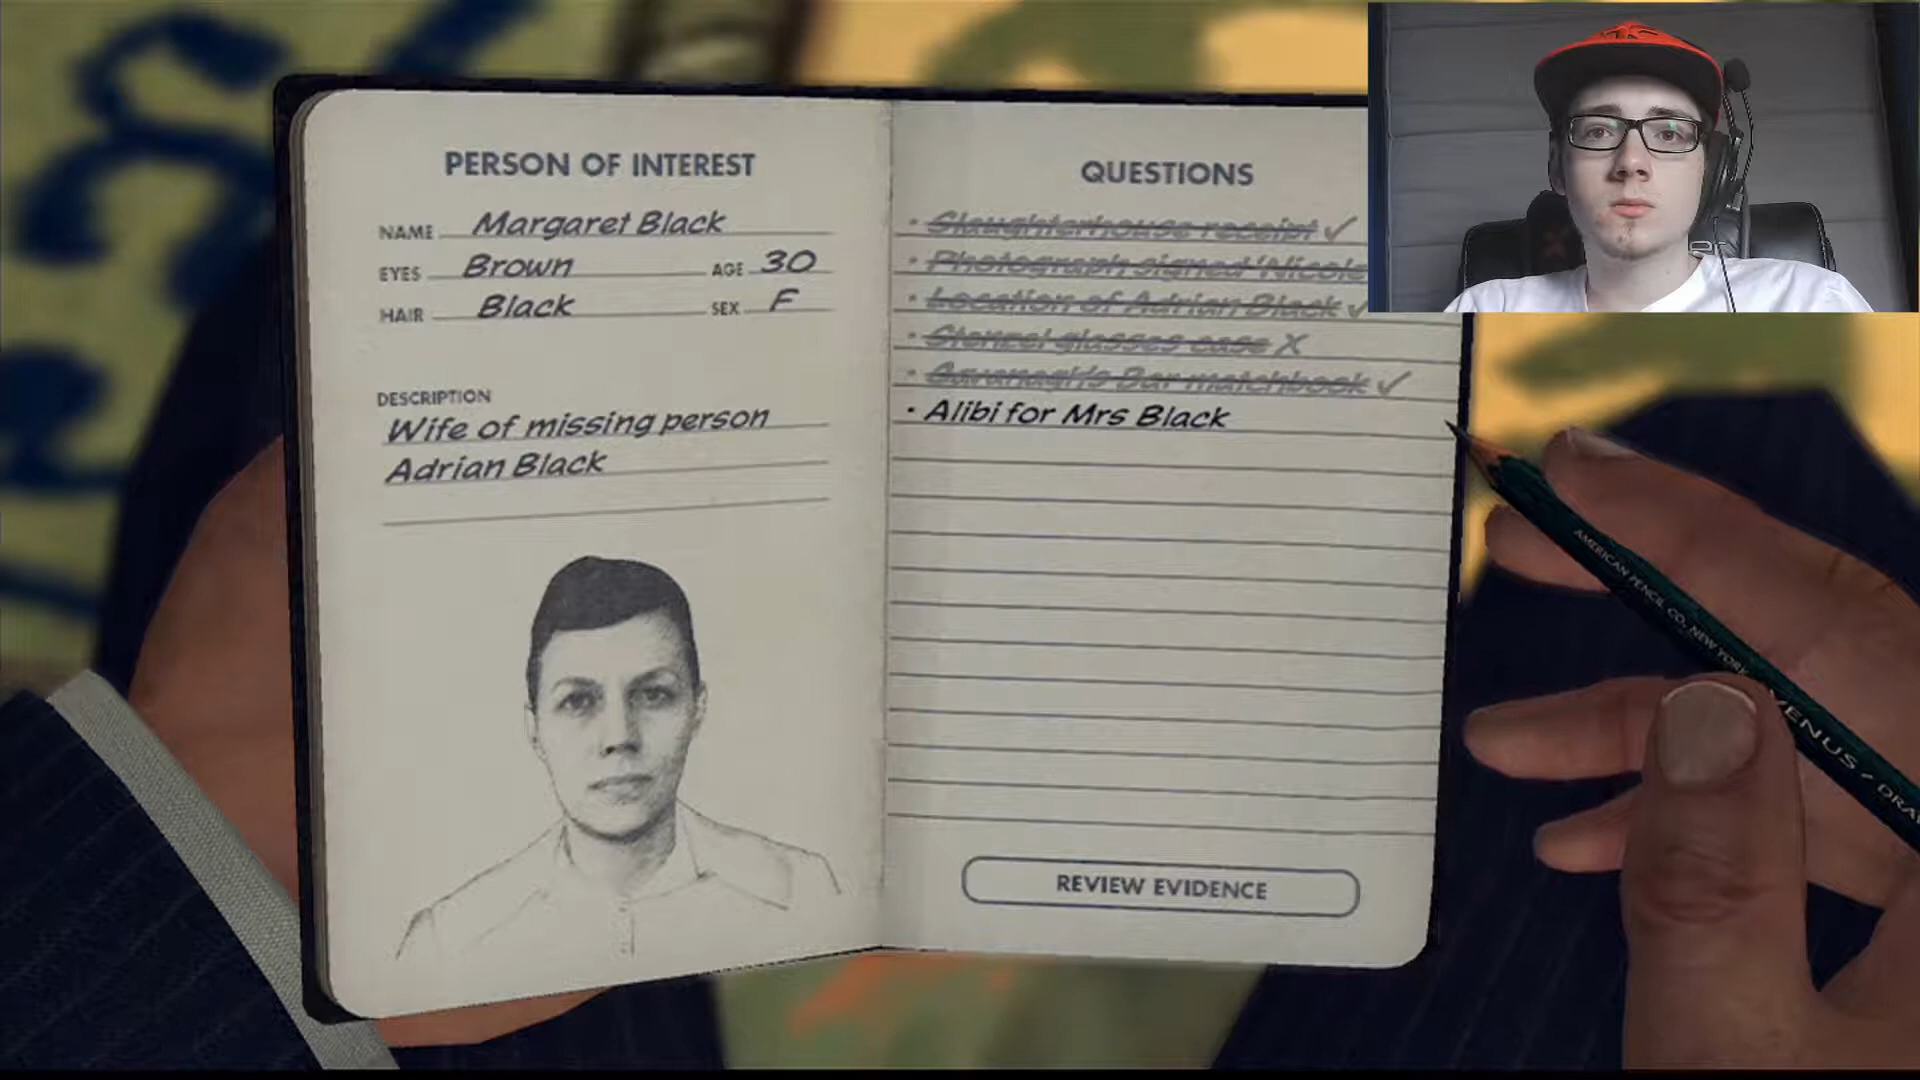 PERSON OF INTEREST
NAME Margaret Black
EYES Brown AGE 30
HAIR Black SEX F
DESCRIPTION
Wife of missing person
Adrian Black
QUESTIONS
• Slaughterhouse receipt ✓
• Photograph signed 'Nicole
• Location of Adrian Black ✓
• Stenzel glasses case X
• Cavanagh's Bar matchbook ✓
• Alibi for Mrs Black
REVIEW EVIDENCE
AMERICAN PENCIL CO. NEW YORK
VENUS / DRA